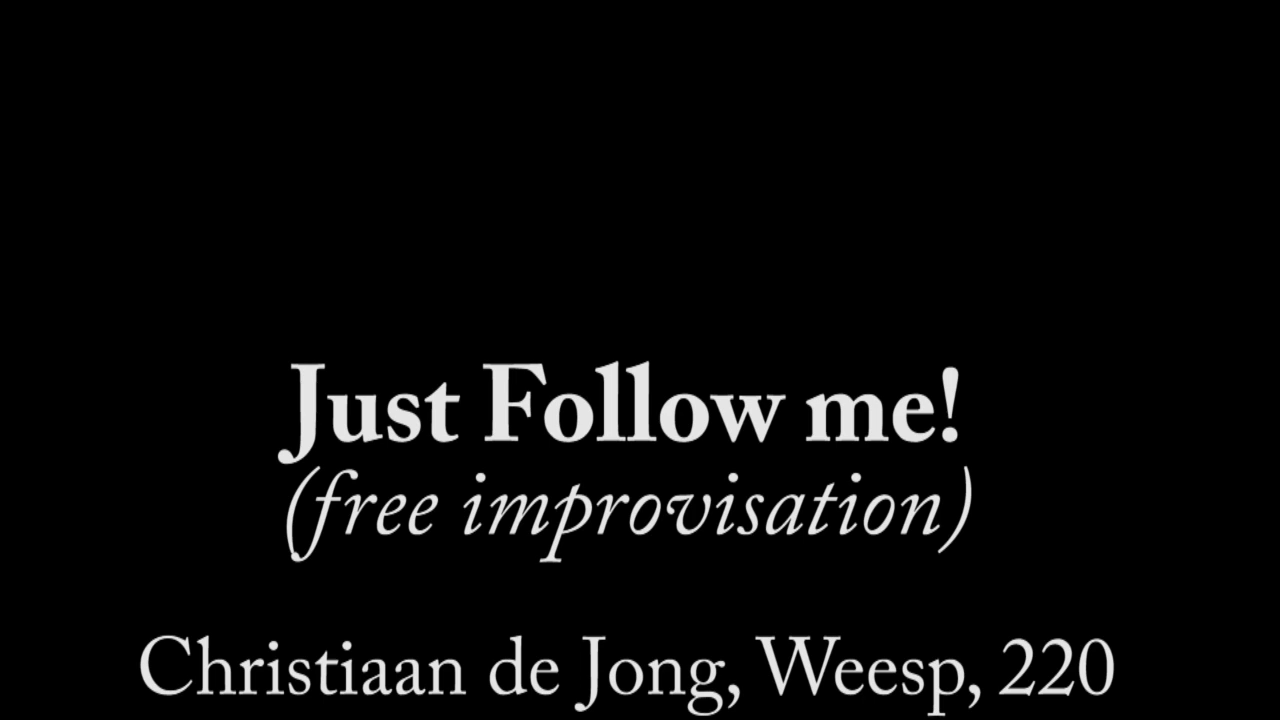 Just Follow me!
(free improvisation)
Christiaan de Jong, Weesp, 220